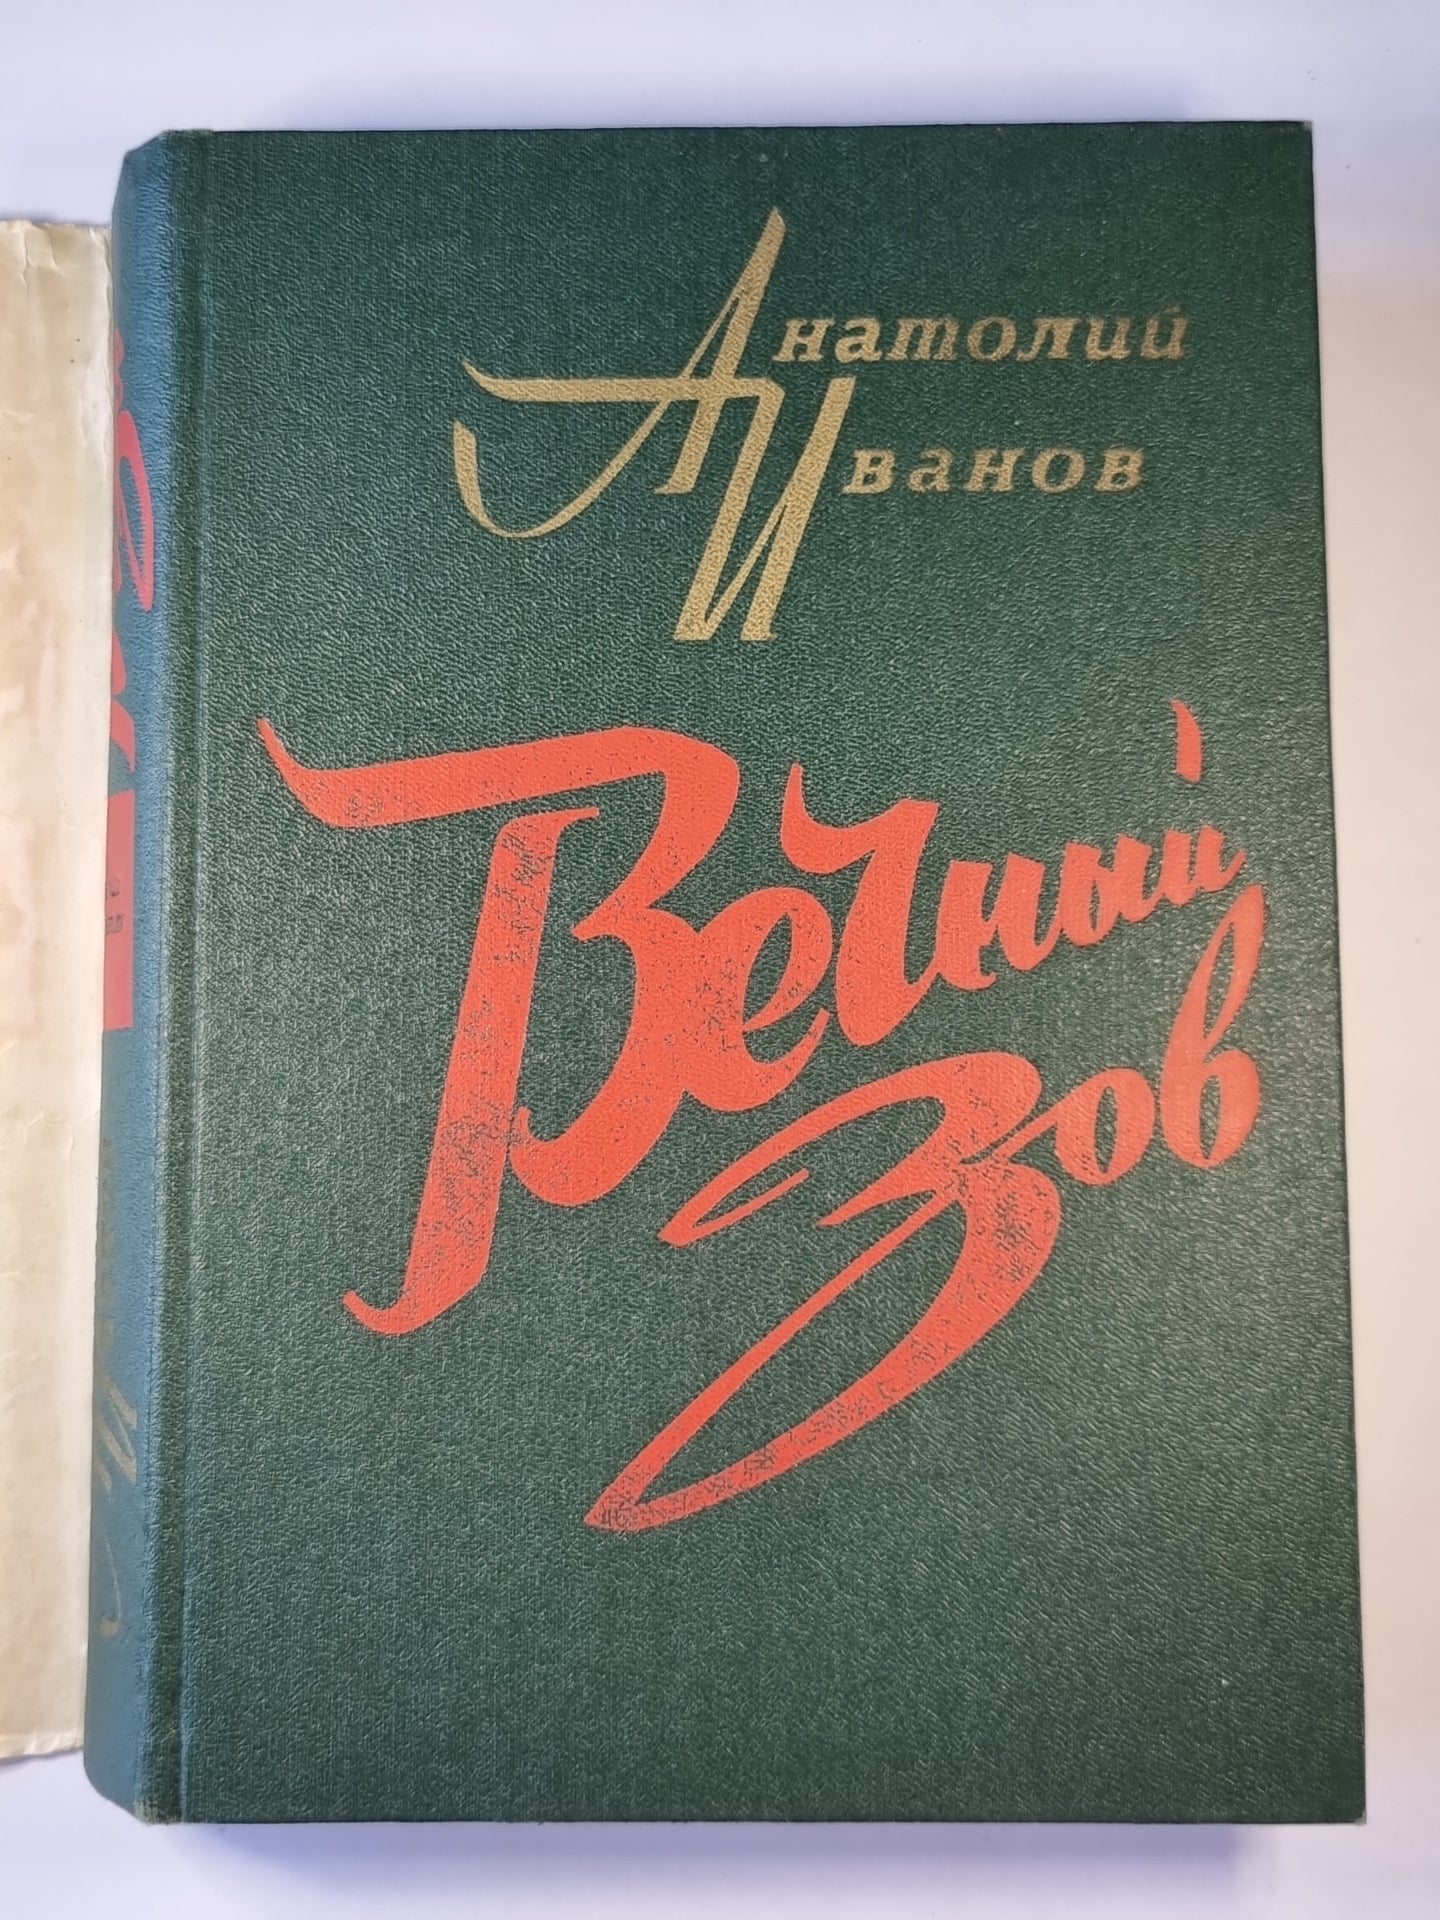 Анатолий
Иванов
Вечный
Зов